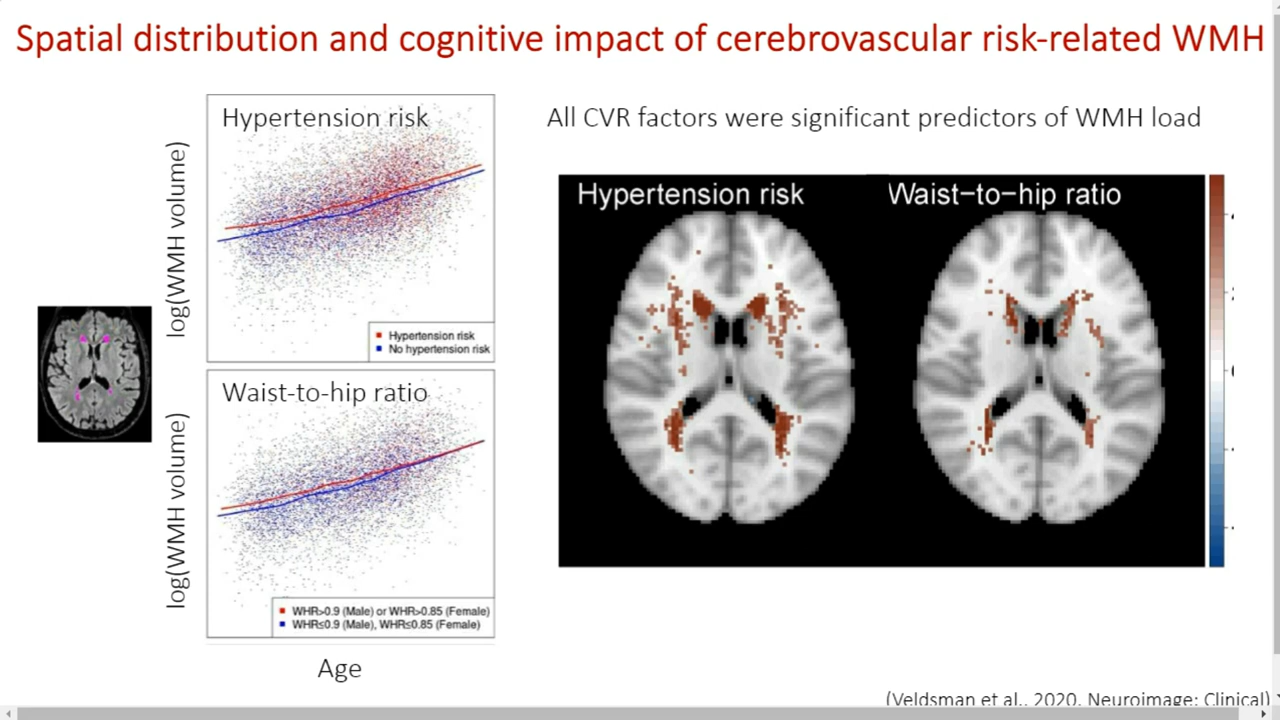 Spatial distribution and cognitive impact of cerebrovascular risk-related WMH
Hypertension risk
log(WMH volume)
Hypertension risk
No hypertension risk
Waist-to-hip ratio
log(WMH volume)
WHR>0.9 (Male) or WHR>0.85 (Female)
WHR≤0.9 (Male), WHR≤0.85 (Female)
Age
All CVR factors were significant predictors of WMH load
Hypertension risk
Waist-to-hip ratio
(Veldsman et al., 2020, Neuroimage: Clinical)